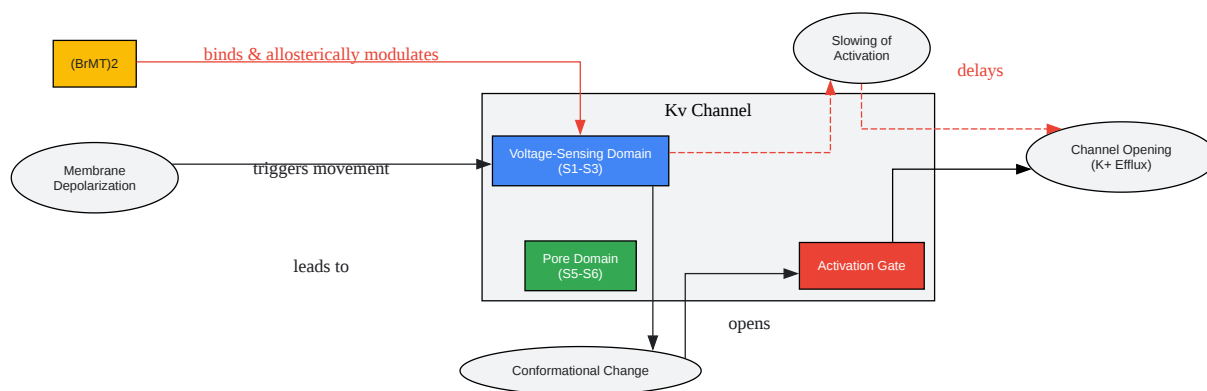 (BrMT)2
binds & allosterically modulates
Slowing of
Activation
delays
Kv Channel
Membrane
Depolarization
triggers movement
Voltage-Sensing Domain
(S1-S3)
Channel Opening
(K+ Efflux)
leads to
Pore Domain
(S5-S6)
Activation Gate
opens
Conformational Change